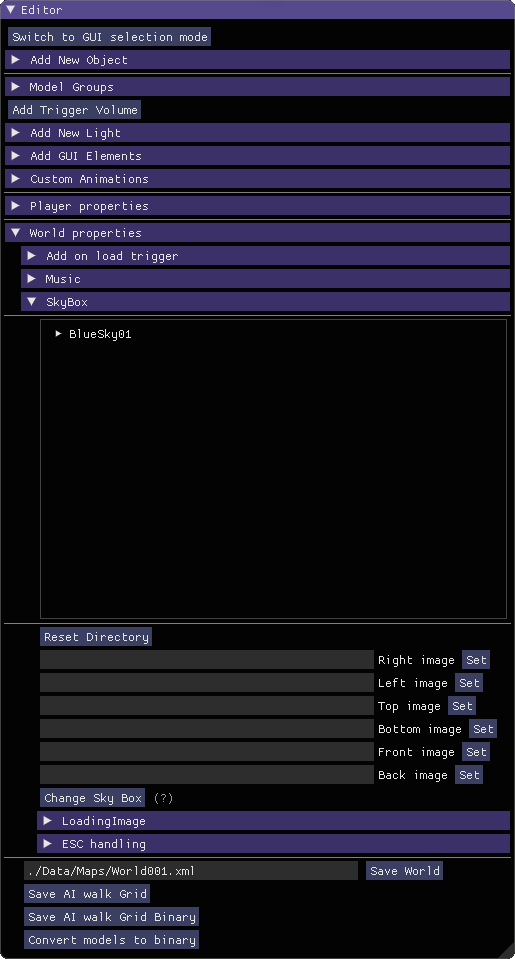 Editor
Switch to GUI selection mode
Add New Object
Model Groups
Add Trigger Volume
Add New Light
Add GUI Elements
Custom Animations
Player properties
World properties
Add on load trigger
Music
SkyBox
BlueSky01
Reset Directory
Right image Set
Left image Set
Top image Set
Bottom image Set
Front image Set
Back image Set
Change Sky Box (?)
LoadingImage
ESC handling
./Data/Maps/World001.xml Save World
Save AI walk Grid
Save AI walk Grid Binary
Convert models to binary